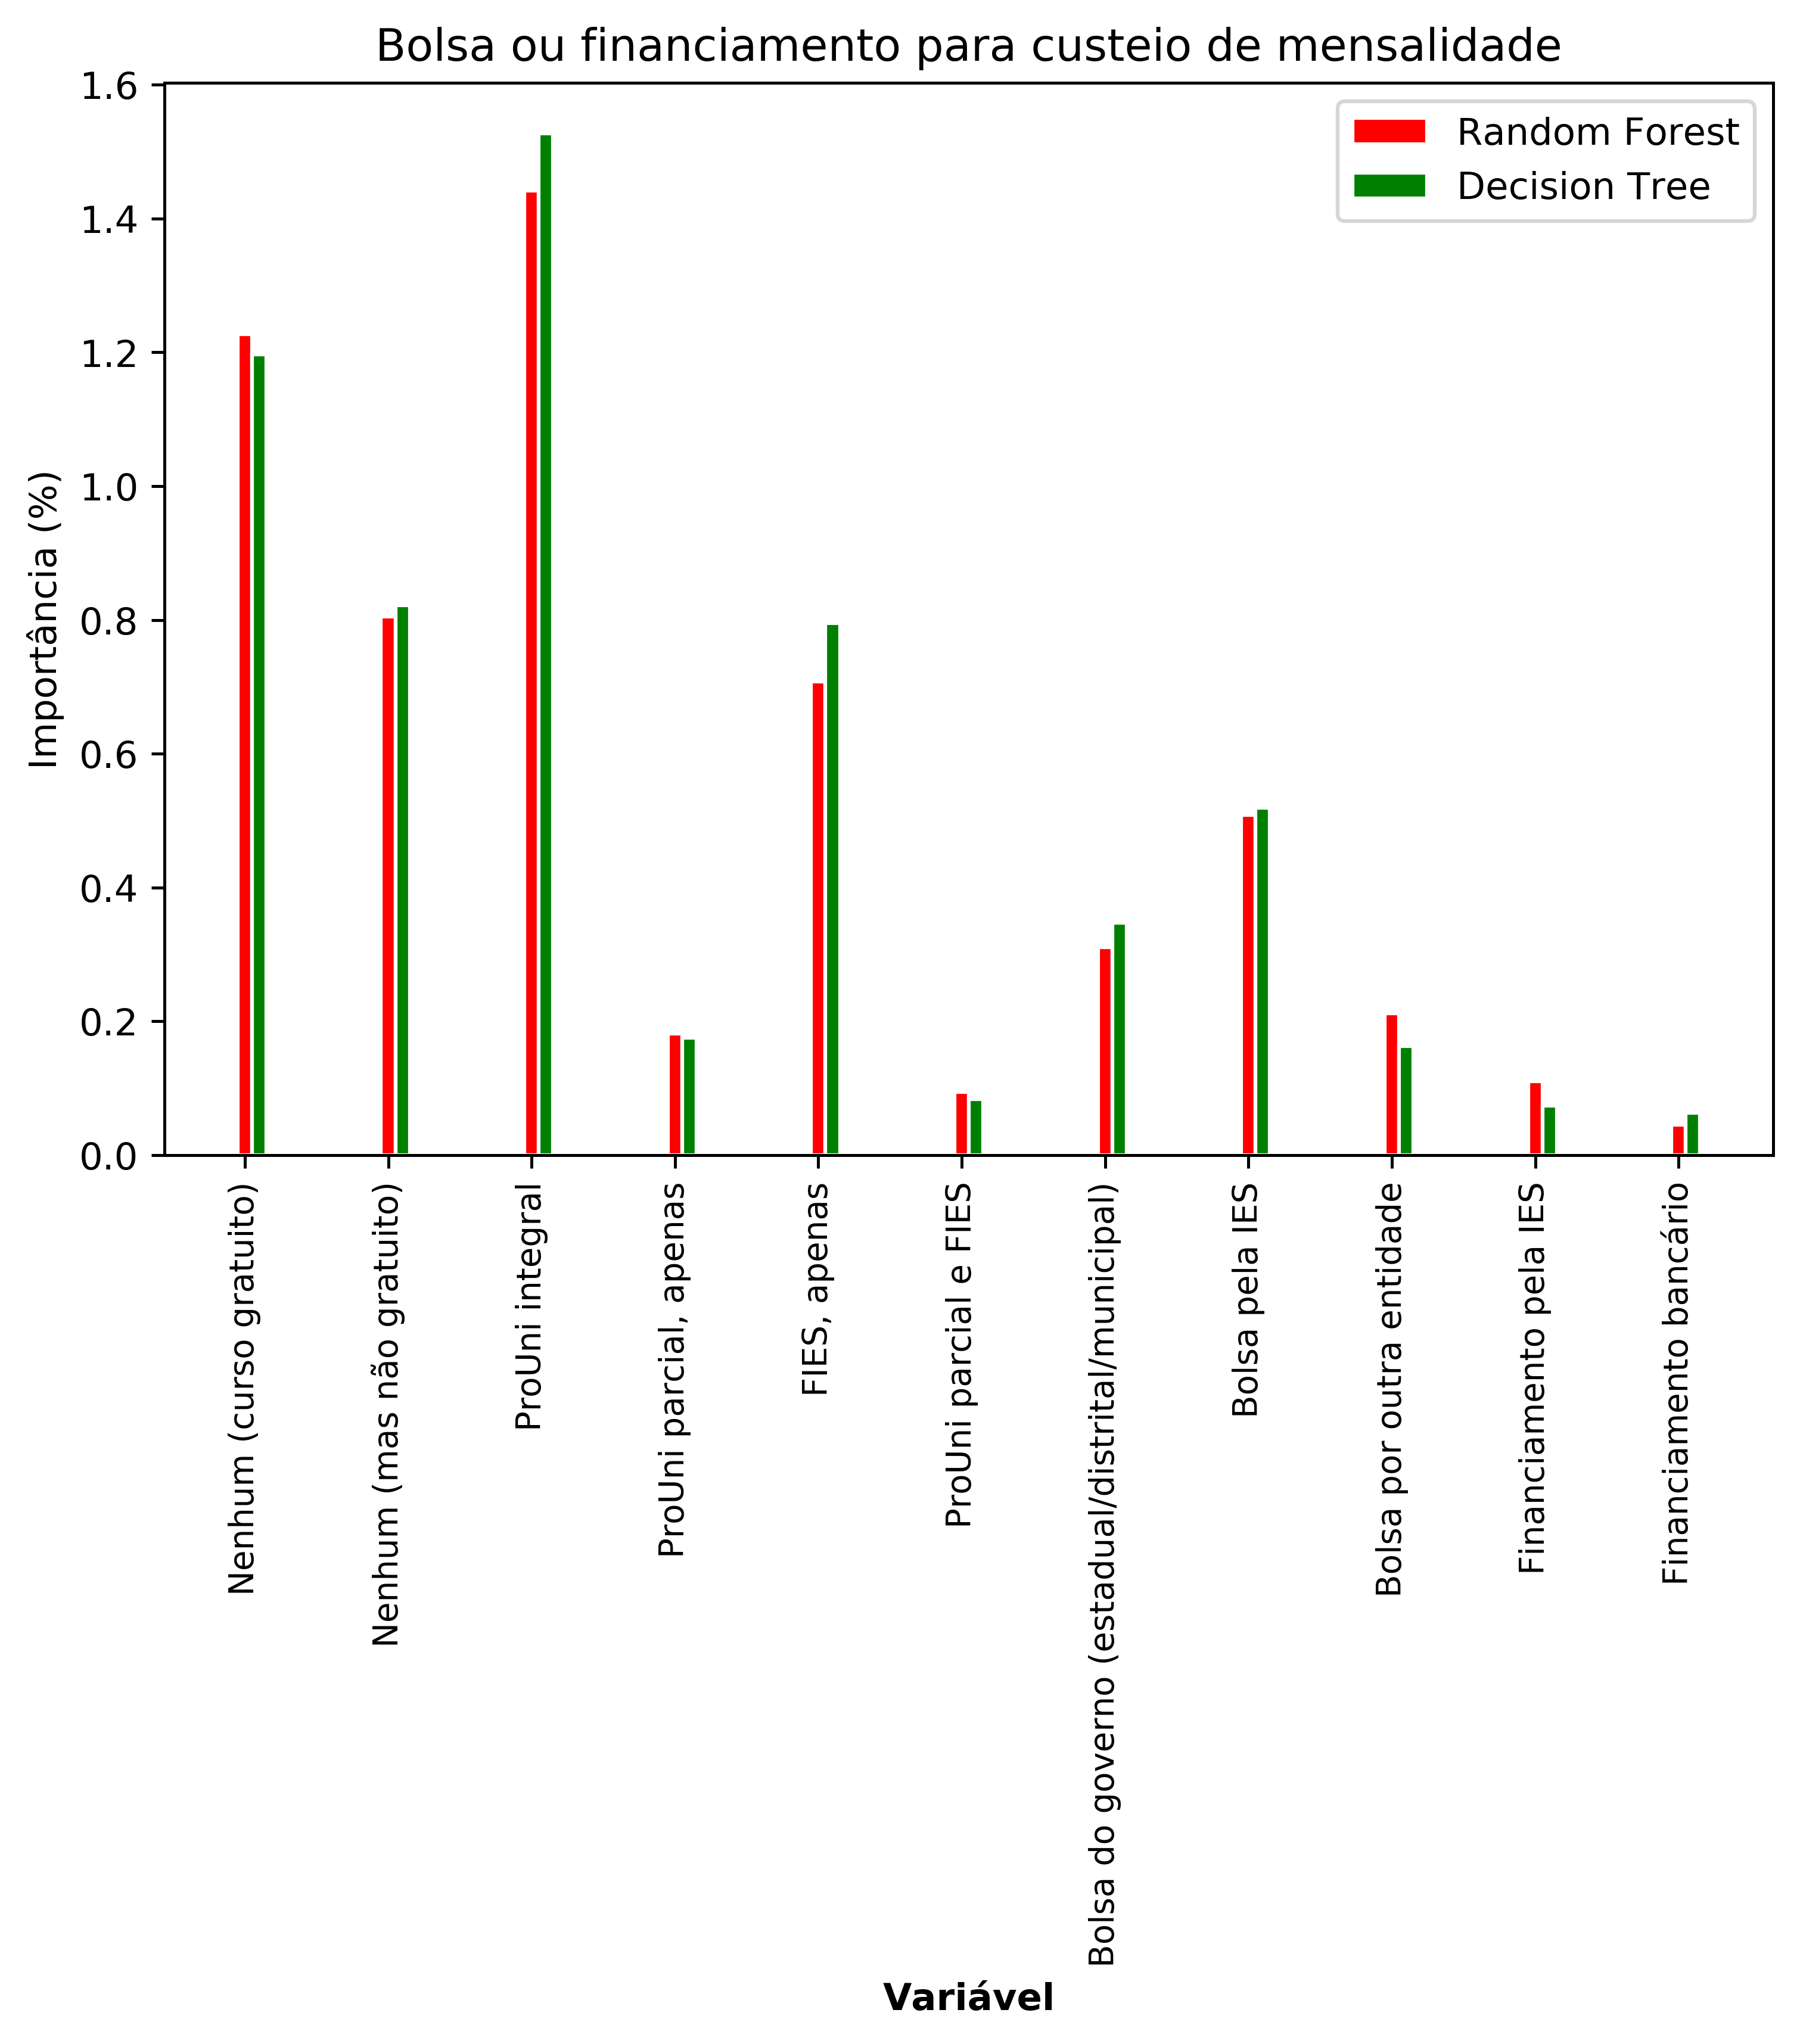 Bolsa ou financiamento para custeio de mensalidade
Random Forest
Decision Tree
Importância (%)
1.6
1.4
1.2
1.0
0.8
0.6
0.4
0.2
0.0
Nenhum (curso gratuito)
Nenhum (mas não gratuito)
ProUni integral
ProUni parcial, apenas
FIES, apenas
ProUni parcial e FIES
Bolsa do governo (estadual/distrital/municipal)
Bolsa pela IES
Bolsa por outra entidade
Financiamento pela IES
Financiamento bancário
Variável